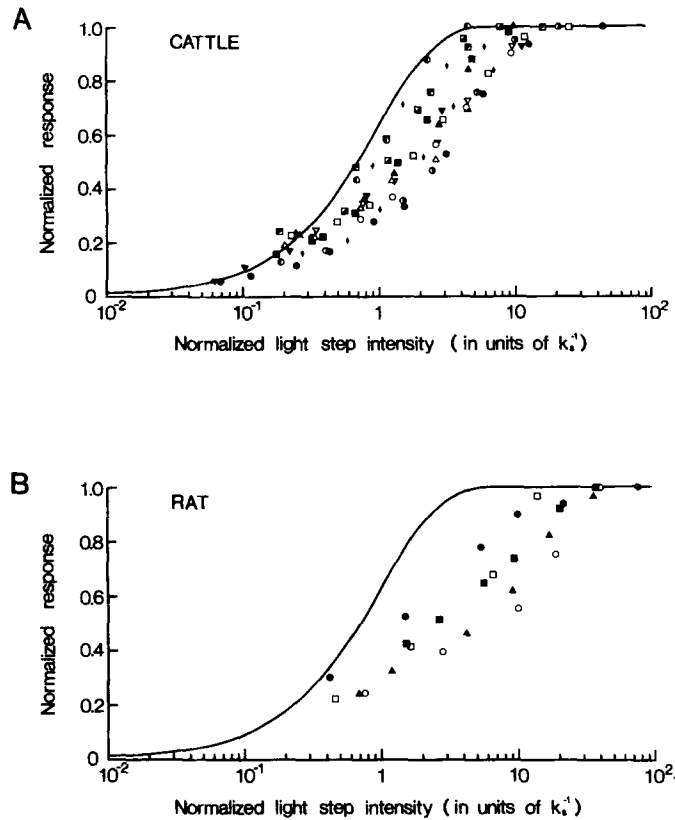 A
CATTLE
Normalized response
1.0
0.8
0.6
0.4
0.2
0
10⁻² 10⁻¹ 1 10 10²
Normalized light step intensity (in units of kₐ⁻¹)
B
RAT
Normalized response
1.0
0.8
0.6
0.4
0.2
0
10⁻² 10⁻¹ 1 10 10²
Normalized light step intensity (in units of kₐ⁻¹)